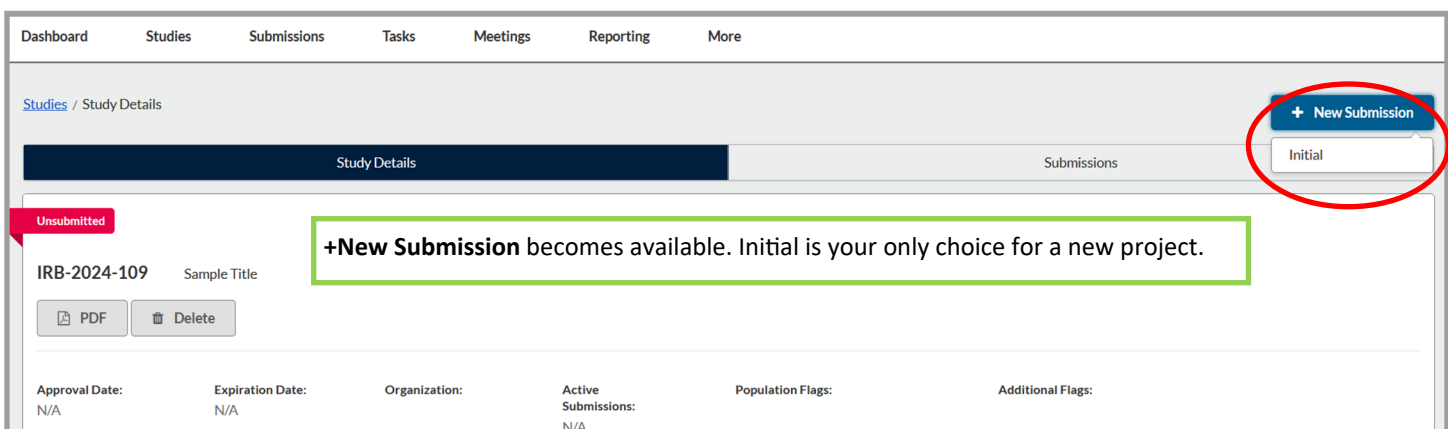 Dashboard Studies Submissions Tasks Meetings Reporting More
Studies / Study Details
+ New Submission
Initial
Study Details Submissions
Unsubmitted
+New Submission becomes available. Initial is your only choice for a new project.
IRB-2024-109 Sample Title
PDF Delete
Approval Date: Expiration Date: Organization: Active Submissions: Population Flags: Additional Flags:
N/A N/A N/A